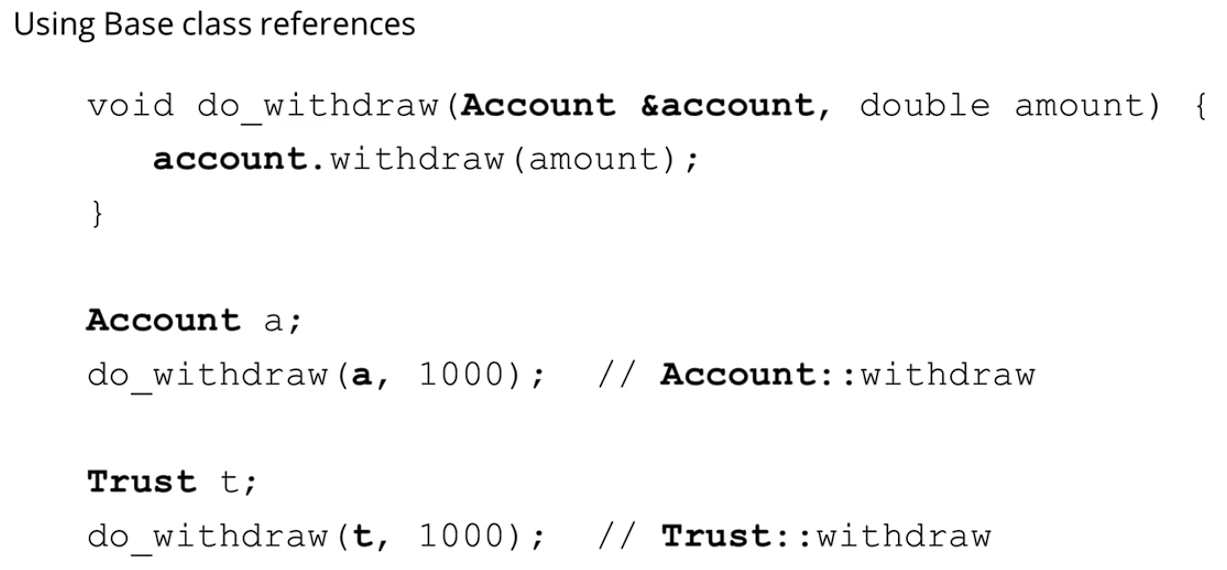 Using Base class references
void do_withdraw(Account &account, double amount) {
account.withdraw(amount);
}
Account a;
do_withdraw(a, 1000); // Account::withdraw
Trust t;
do_withdraw(t, 1000); // Trust::withdraw